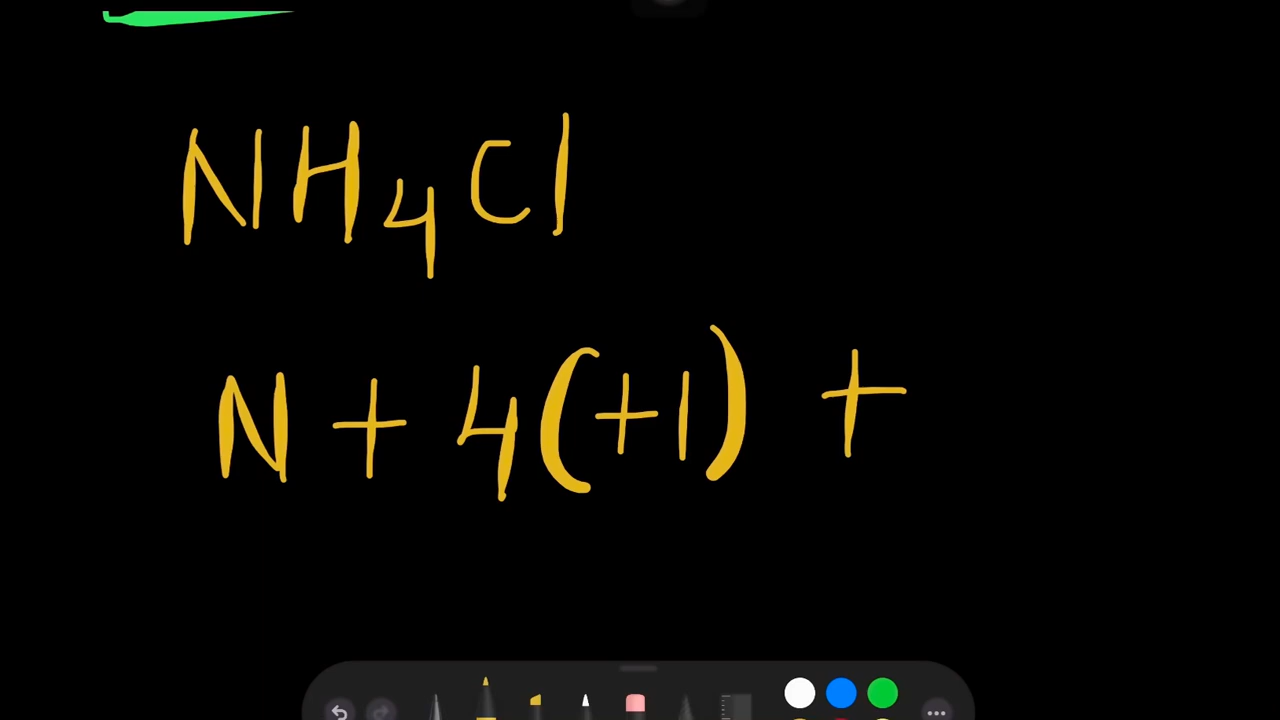 NH₄Cl
N + 4(+1) +